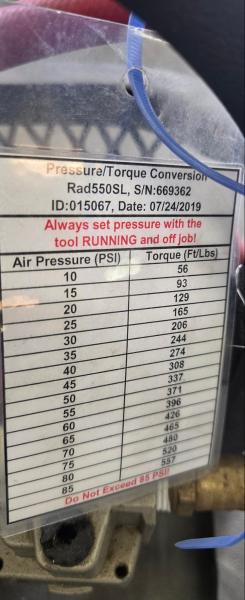 Pressure/Torque Conversion
Rad550SL, S/N:669362
ID:015067, Date: 07/24/2019
Always set pressure with the
tool RUNNING and off job!
Air Pressure (PSI) Torque (Ft/Lbs)
10 56
15 93
20 129
25 165
30 206
35 244
40 274
45 308
50 337
55 371
60 396
65 426
70 465
75 480
80 520
85 557
Do Not Exceed 85 PSI!